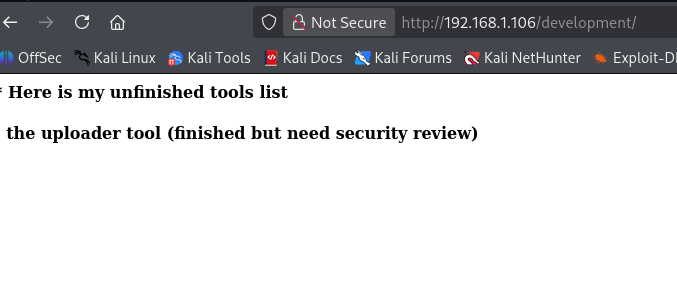 Not Secure http://192.168.1.106/development/
OffSec Kali Linux Kali Tools Kali Docs Kali Forums Kali NetHunter Exploit-D
* Here is my unfinished tools list
the uploader tool (finished but need security review)